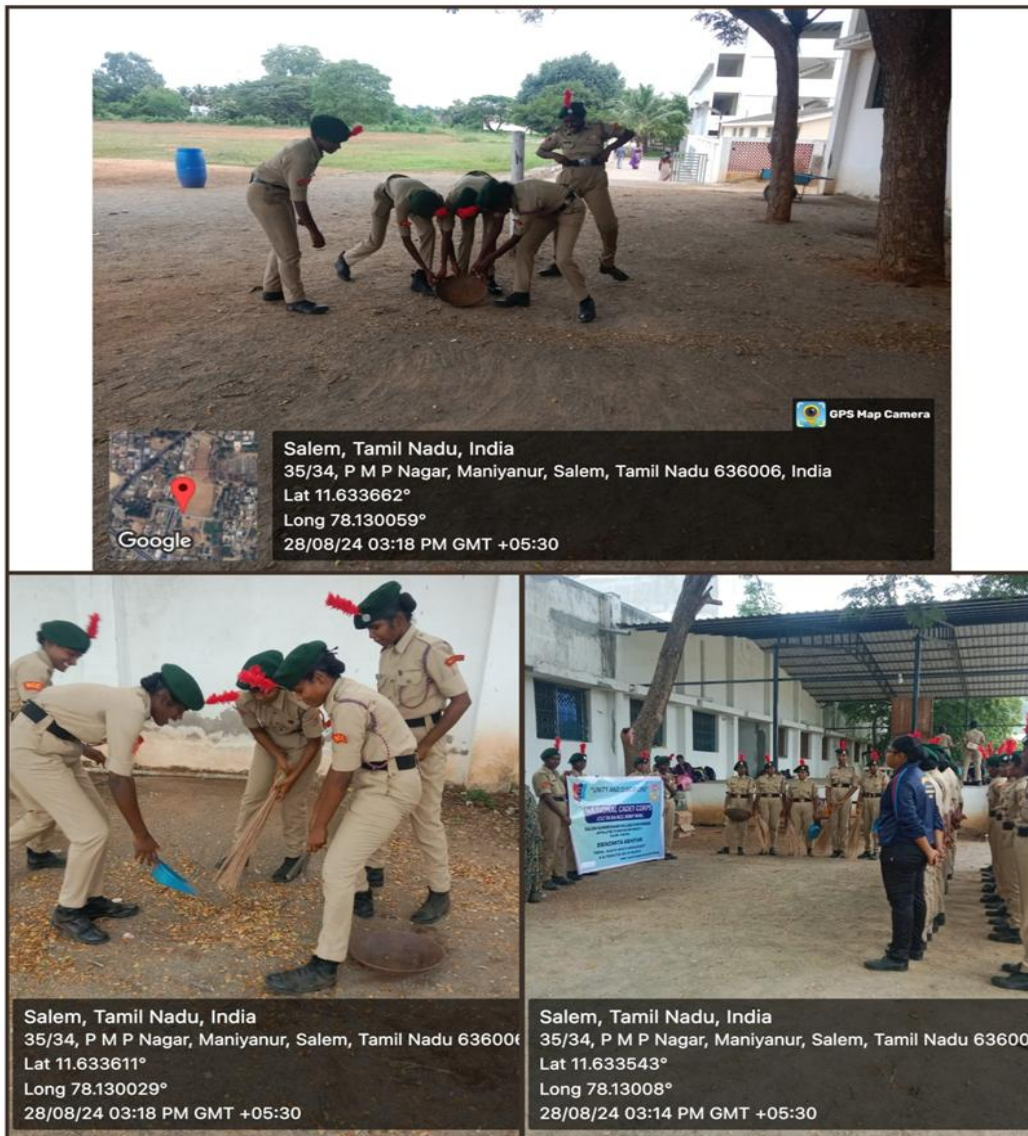 GPS Map Camera
Google
Salem, Tamil Nadu, India
35/34, P M P Nagar, Maniyanur, Salem, Tamil Nadu 636006, India
Lat 11.633662°
Long 78.130059°
28/08/24 03:18 PM GMT +05:30
Salem, Tamil Nadu, India
35/34, P M P Nagar, Maniyanur, Salem, Tamil Nadu 63600
Lat 11.633611°
Long 78.130029°
28/08/24 03:18 PM GMT +05:30
"UNITY AND
NATIONAL CADET CORPS
Salem, Tamil Nadu, India
35/34, P M P Nagar, Maniyanur, Salem, Tamil Nadu 63600
Lat 11.633543°
Long 78.13008°
28/08/24 03:14 PM GMT +05:30